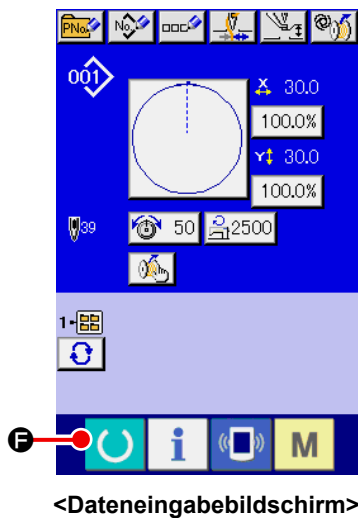 PNo. No.
001
X 30.0
100.0%
Y 30.0
100.0%
39 50 2500
1-
F
i M
<Dateneingabebildschirm>